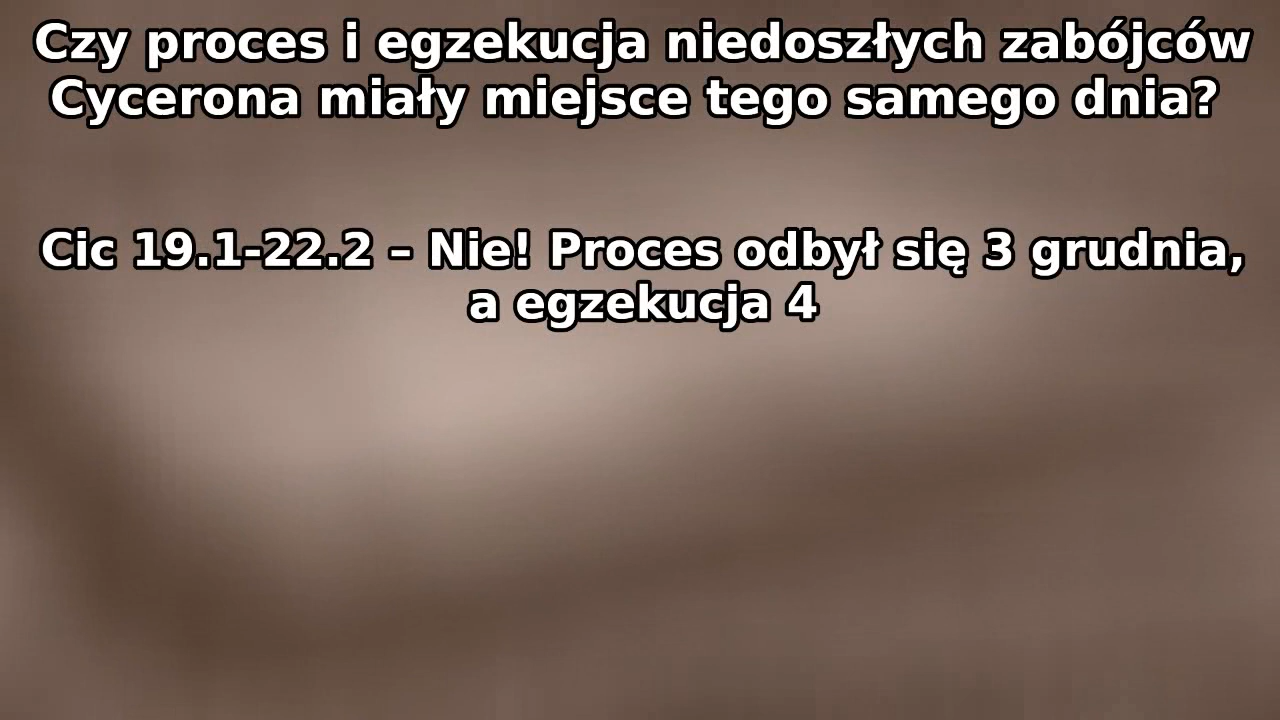 Czy proces i egzekucja niedoszłych zabójców
Cycerona miały miejsce tego samego dnia?
Cic 19.1-22.2 – Nie! Proces odbył się 3 grudnia,
a egzekucja 4